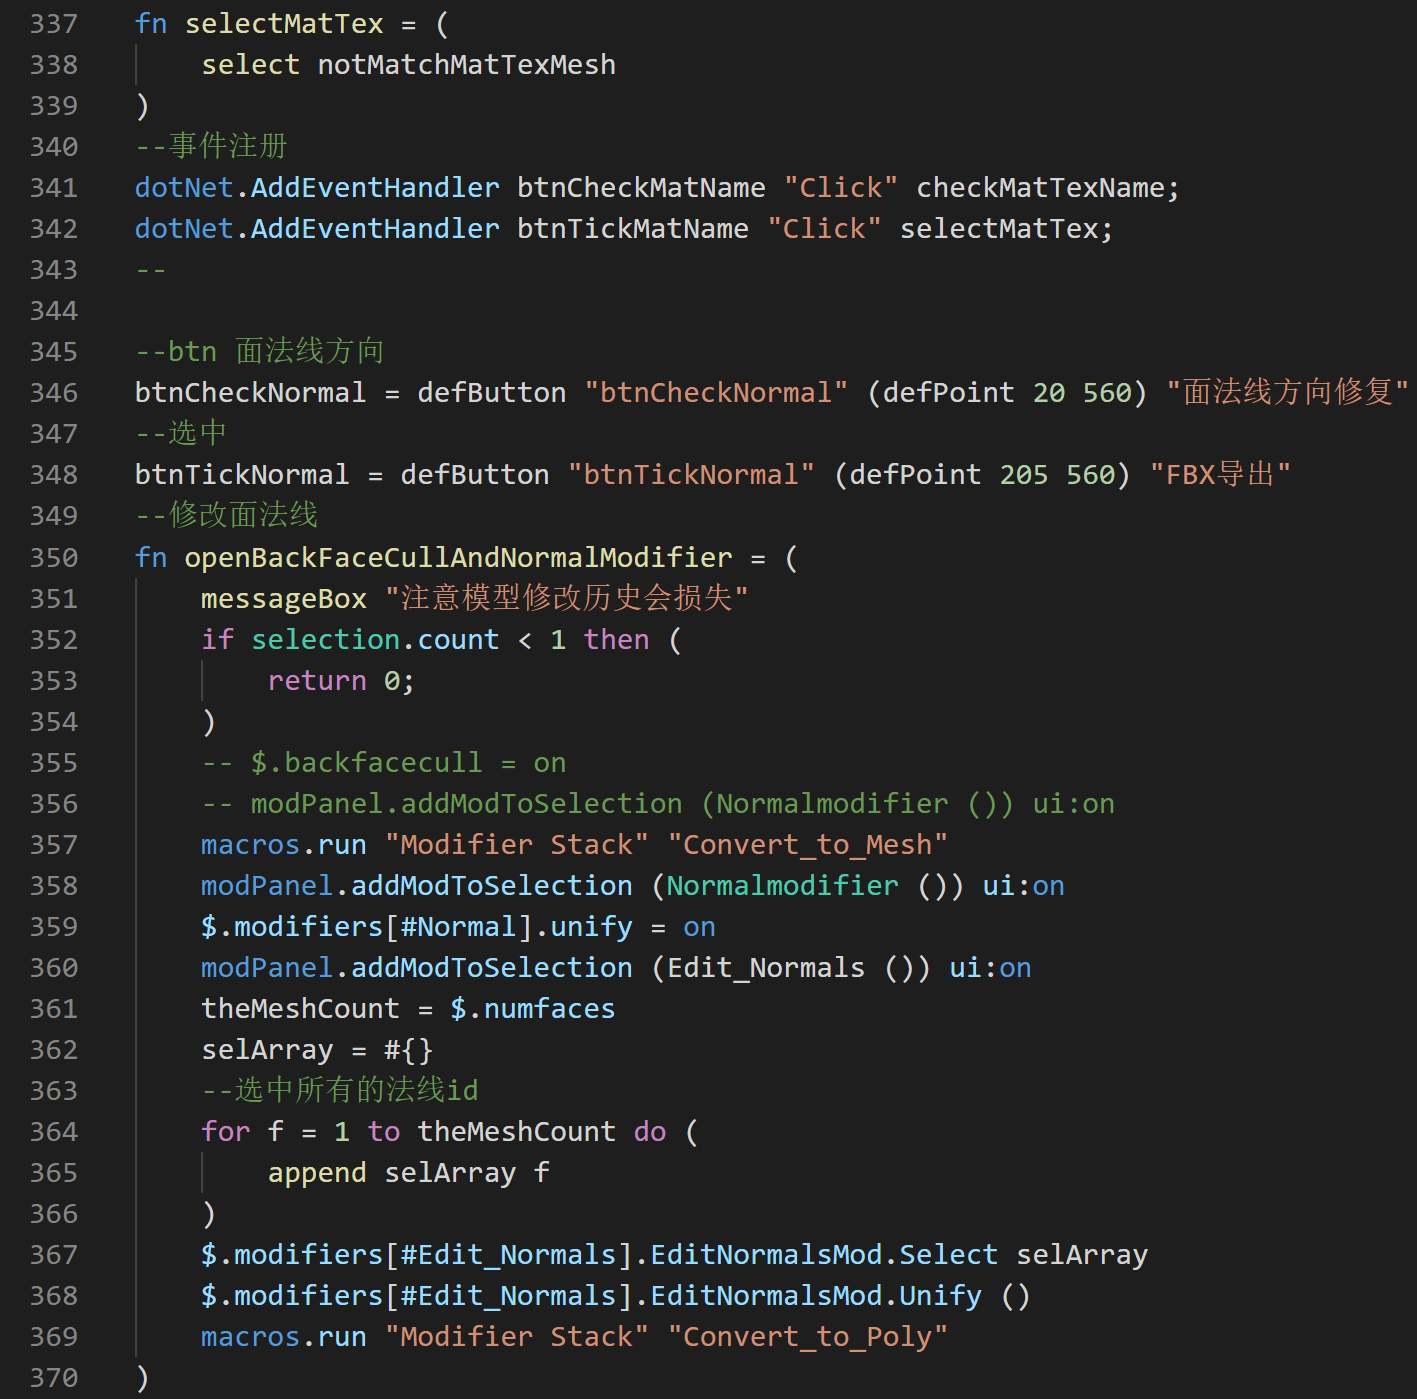 337 fn selectMatTex = (
338     select notMatchMatTexMesh
339 )
340 --事件注册
341 dotNet.AddEventHandler btnCheckMatName "Click" checkMatTexName;
342 dotNet.AddEventHandler btnTickMatName "Click" selectMatTex;
343 --
344
345 --btn 面法线方向
346 btnCheckNormal = defButton "btnCheckNormal" (defPoint 20 560) "面法线方向修复"
347 --选中
348 btnTickNormal = defButton "btnTickNormal" (defPoint 205 560) "FBX导出"
349 --修改面法线
350 fn openBackFaceCullAndNormalModifier = (
351     messageBox "注意模型修改历史会损失"
352     if selection.count < 1 then (
353         return 0;
354     )
355     -- $.backfacecull = on
356     -- modPanel.addModToSelection (Normalmodifier ()) ui:on
357     macros.run "Modifier Stack" "Convert_to_Mesh"
358     modPanel.addModToSelection (Normalmodifier ()) ui:on
359     $.modifiers[#Normal].unify = on
360     modPanel.addModToSelection (Edit_Normals ()) ui:on
361     theMeshCount = $.numfaces
362     selArray = #{}
363     --选中所有的法线id
364     for f = 1 to theMeshCount do (
365         append selArray f
366     )
367     $.modifiers[#Edit_Normals].EditNormalsMod.Select selArray
368     $.modifiers[#Edit_Normals].EditNormalsMod.Unify ()
369     macros.run "Modifier Stack" "Convert_to_Poly"
370 )